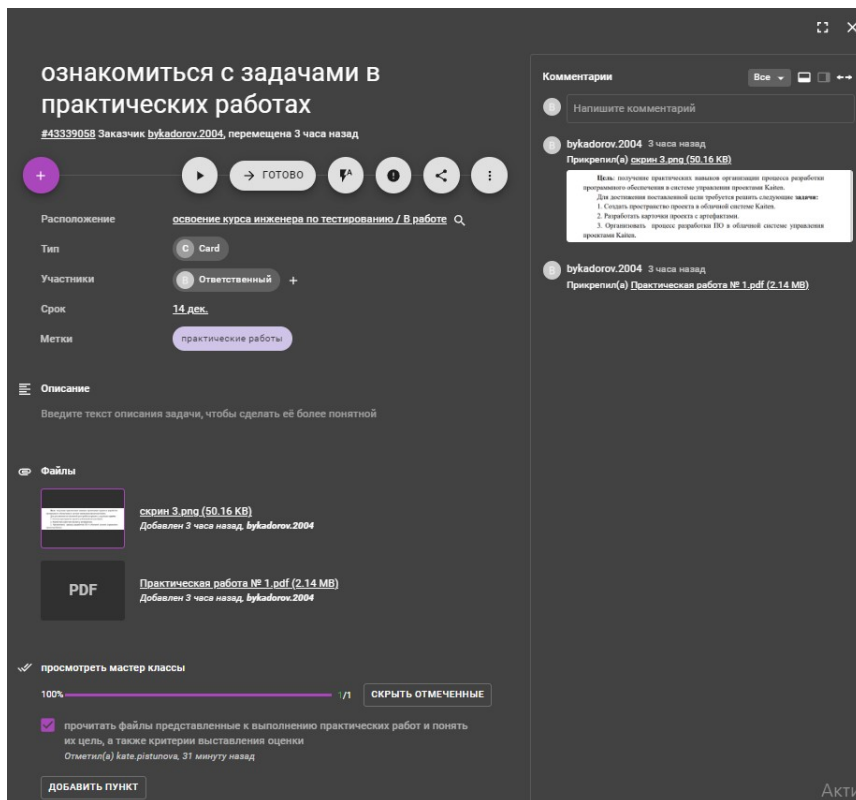 ознакомиться с задачами в
практических работах
#43339058 Заказчик bykadorov.2004, перемещена 3 часа назад
+
→ ГОТОВО
Расположение
освоение курса инженера по тестированию / В работе
Тип
C Card
Участники
B Ответственный +
Срок
14 дек.
Метки
практические работы
Описание
Введите текст описания задачи, чтобы сделать её более понятной
Файлы
скрин 3.png (50.16 KB)
Добавлен 3 часа назад, bykadorov.2004
PDF
Практическая работа № 1.pdf (2.14 MB)
Добавлен 3 часа назад, bykadorov.2004
просмотреть мастер классы
100%
1/1
СКРЫТЬ ОТМЕЧЕННЫЕ
прочитать файлы представленные к выполнению практических работ и понять
их цель, а также критерии выставления оценки
Отметил(а) kate.pistunova, 31 минуту назад
ДОБАВИТЬ ПУНКТ
Комментарии
Все
B
Напишите комментарий
B
bykadorov.2004 3 часа назад
Прикрепил(а) скрин 3.png (50.16 KB)
Цель: получение практических навыков организации процесса разработки
программного обеспечения в системе управления проектами Kaiten.
Для достижения поставленной цели требуется решить следующие задачи:
1. Создать пространство проекта в облачной системе Kaiten.
2. Разработать карточки проекта с артефактами.
3. Организовать процесс разработки ПО в облачной системе управления
проектами Kaiten.
B
bykadorov.2004 3 часа назад
Прикрепил(а) Практическая работа № 1.pdf (2.14 MB)
Акти